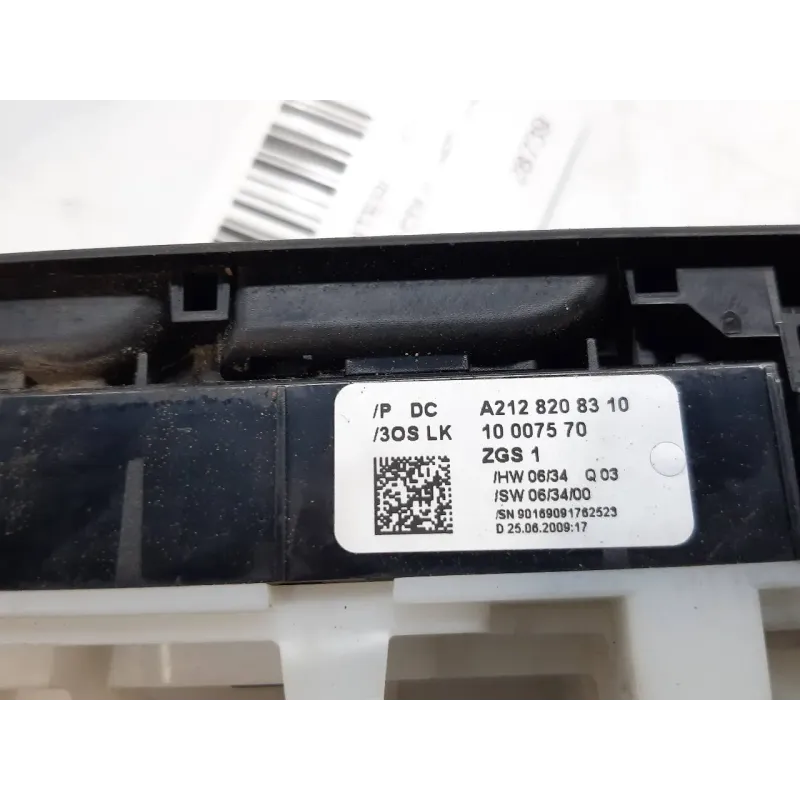 /P DC A212 820 83 10
/3OS LK 10 0075 70
ZGS 1
/HW 06/34 Q 03
/SW 06/34/00
/SN 90169091762523
D 25.06.2009:17